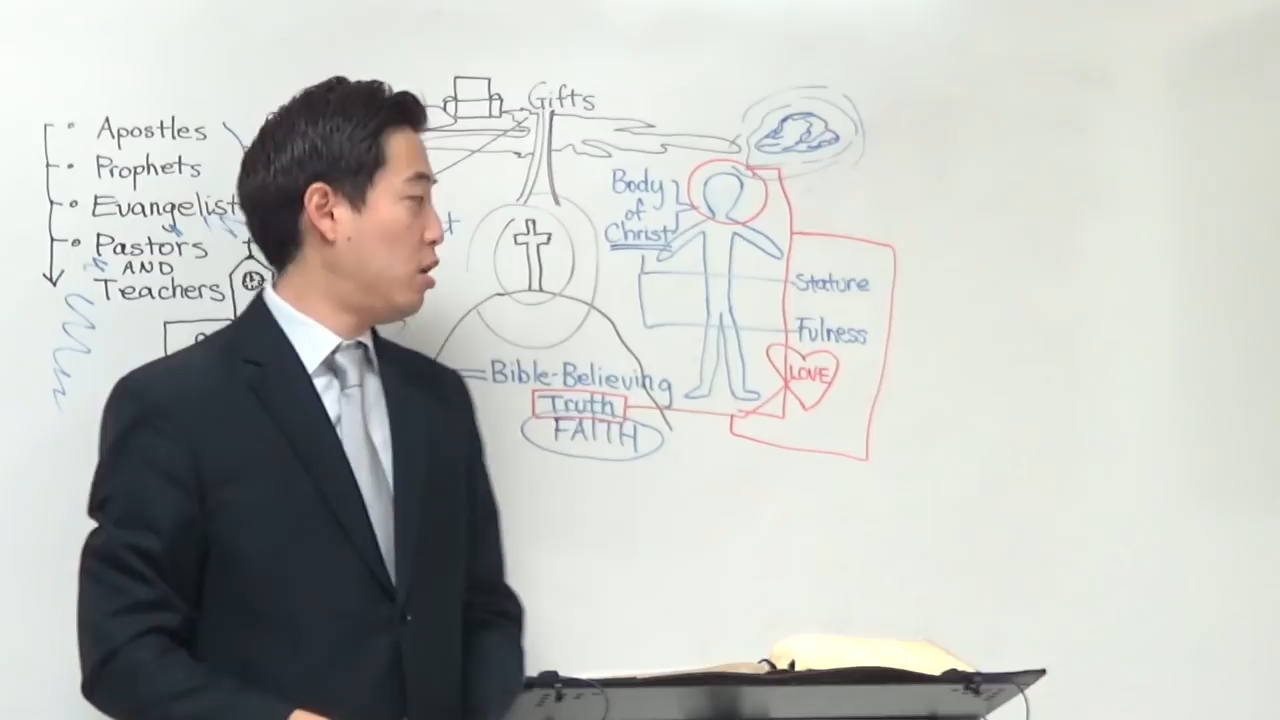 Apostles
Prophets
Evangelist
Pastors
AND
Teachers
Gifts
Bible-Believing
Truth
FAITH
Body
of
Christ
Stature
Fulness
LOVE